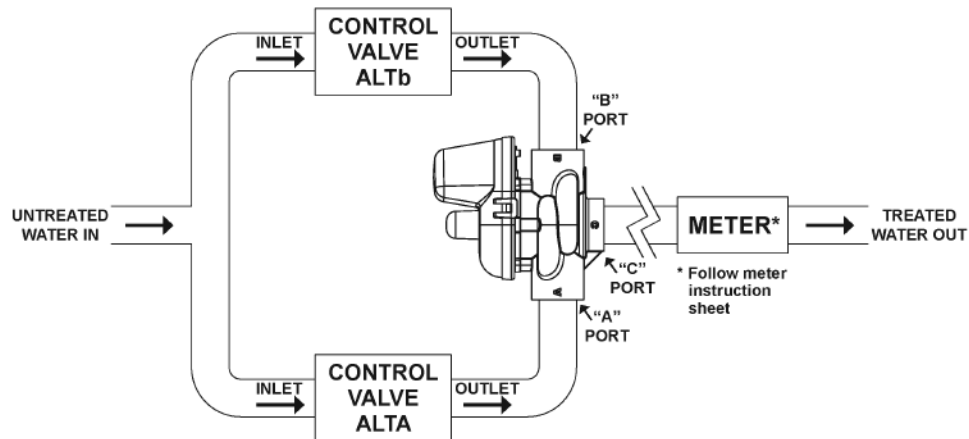 INLET
CONTROL
VALVE
ALTb
OUTLET
“B”
PORT
B
UNTREATED
WATER IN
METER*
TREATED
WATER OUT
“C”
PORT
* Follow meter
instruction
sheet
A
“A”
PORT
INLET
CONTROL
VALVE
ALTA
OUTLET